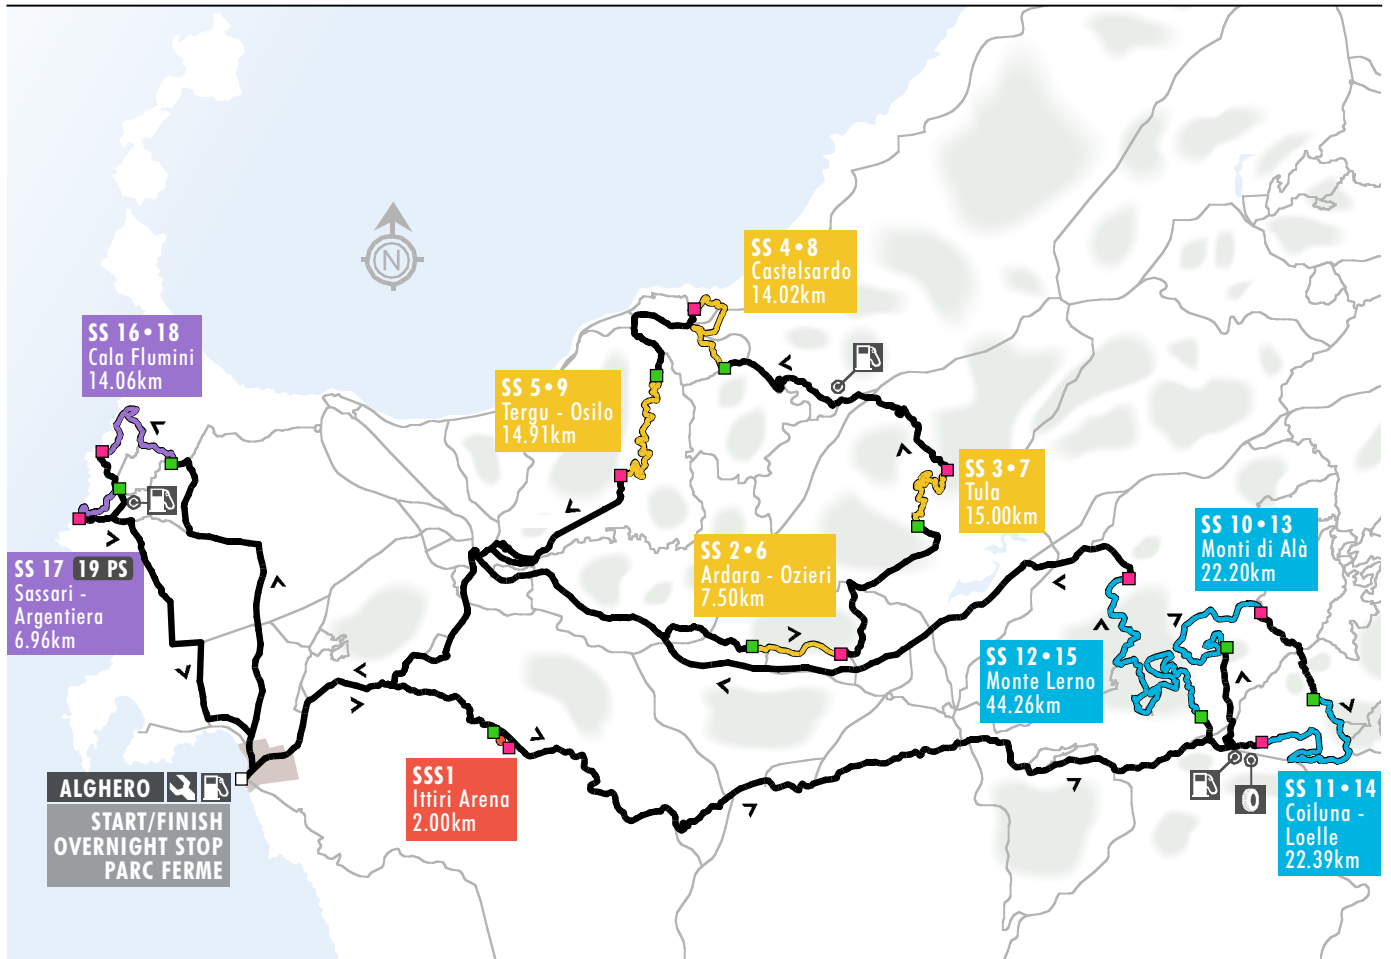 N
SS 4•8
Castelsardo
14.02km
SS 16•18
Cala Flumini
14.06km
SS 5•9
Tergu - Osilo
14.91km
SS 3•7
Tula
15.00km
SS 2•6
Ardara - Ozieri
7.50km
SS 10•13
Monti di Alà
22.20km
SS 17 19 PS
Sassari -
Argentiera
6.96km
SS 12•15
Monte Lerno
44.26km
SSS1
Ittiri Arena
2.00km
SS 11•14
Coiluna -
Loelle
22.39km
ALGHERO
START/FINISH
OVERNIGHT STOP
PARC FERME